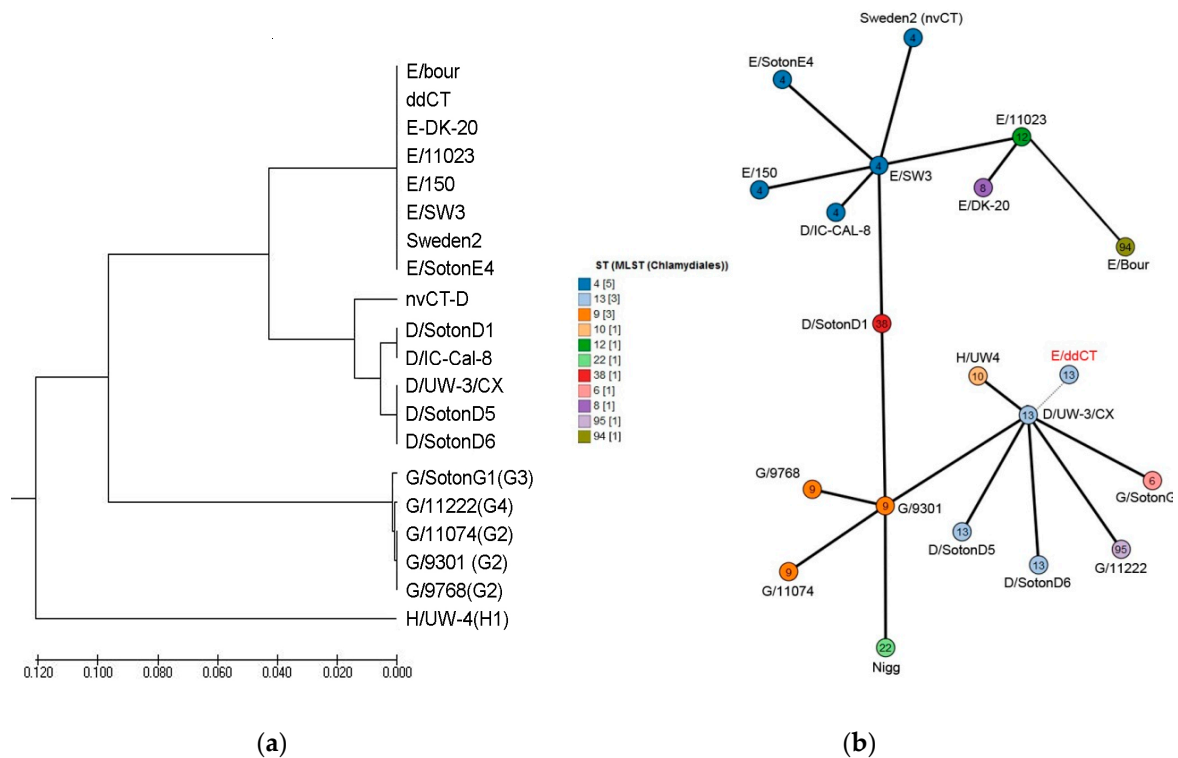 E/bour
ddCT
E-DK-20
E/11023
E/150
E/SW3
Sweden2
E/SotonE4
nvCT-D
D/SotonD1
D/IC-Cal-8
D/UW-3/CX
D/SotonD5
D/SotonD6
G/SotonG1(G3)
G/11222(G4)
G/11074(G2)
G/9301 (G2)
G/9768(G2)
H/UW-4(H1)
0.120 0.100 0.080 0.060 0.040 0.020 0.000
(a)
ST (MLST (Chlamydiales))
4 [5]
13 [3]
9 [3]
10 [1]
12 [1]
22 [1]
38 [1]
6 [1]
8 [1]
95 [1]
94 [1]
Sweden2 (nvCT)
4
E/SotonE4
4
E/11023
12
4
E/SW3
E/150
4
8
E/DK-20
4
D/IC-CAL-8
94
E/Bour
D/SotonD1
38
H/UW4
10
E/ddCT
13
13
D/UW-3/CX
G/9768
9
6
G/SotonG
9
G/9301
13
D/SotonD5
95
G/11222
13
D/SotonD6
9
G/11074
22
Nigg
(b)